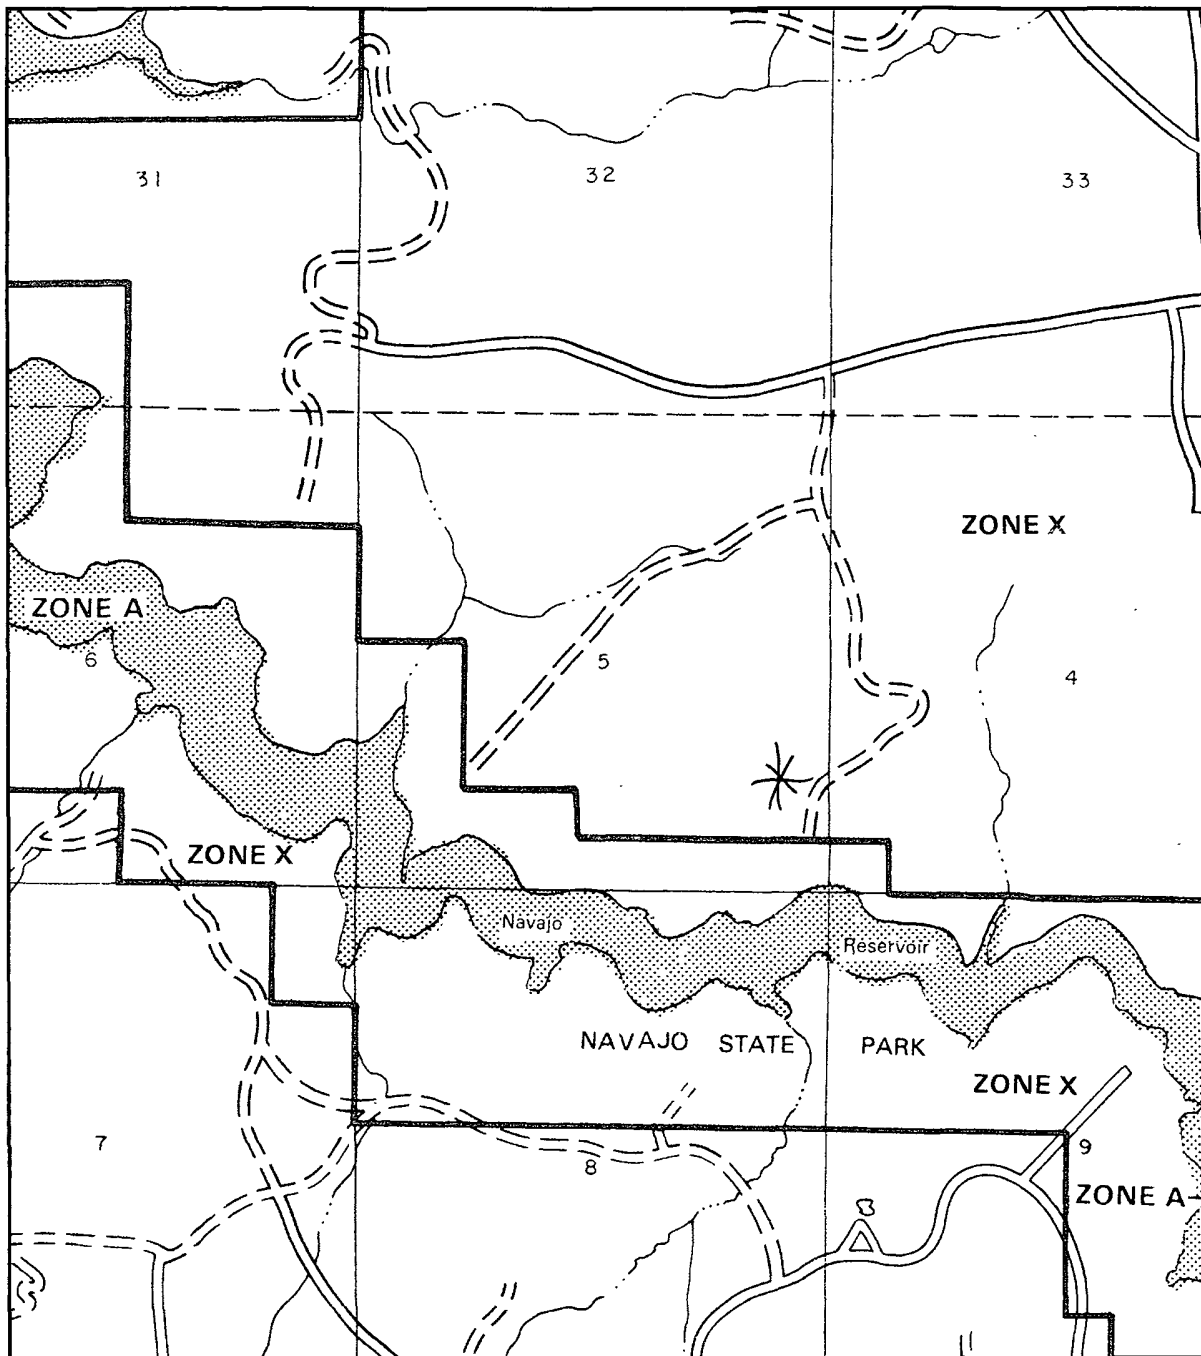 31
32
33
ZONE X
ZONE A
6
5
4
ZONE X
Navajo
Reservoir
NAVAJO STATE PARK
ZONE X
7
8
9
ZONE A